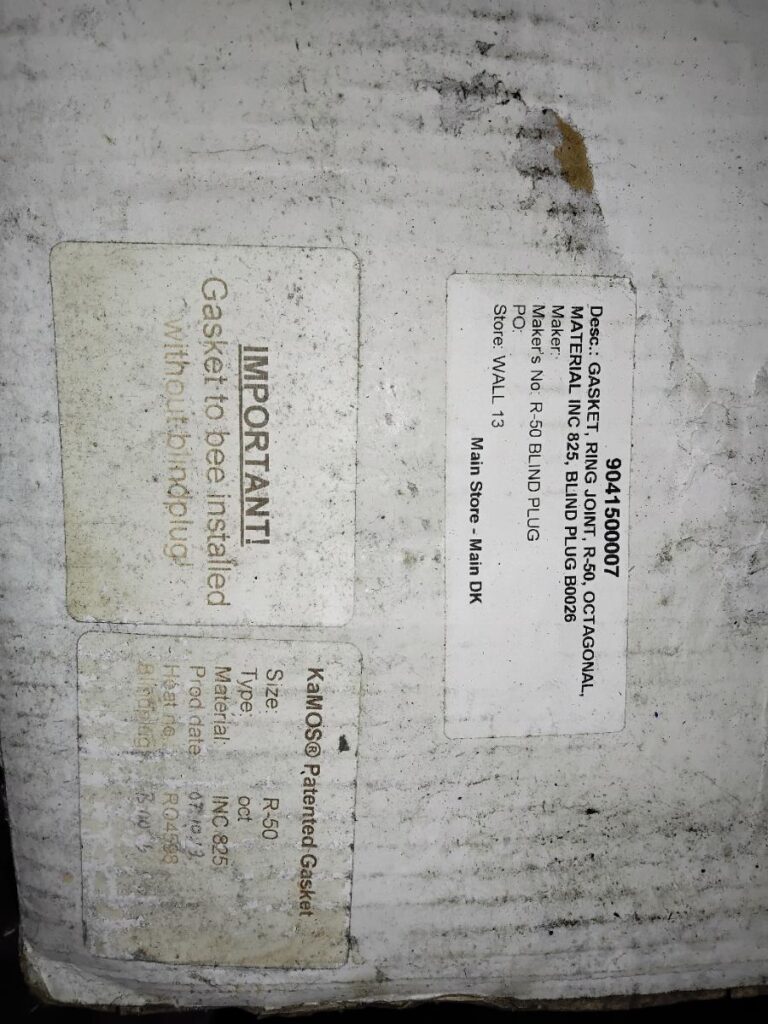 9041500007
Desc.: GASKET, RING JOINT, R-50, OCTAGONAL,
MATERIAL INC 825, BLIND PLUG B0026
Maker:
Maker's No: R-50 BLIND PLUG
PO:
Store: WALL 13
Main Store - Main DK
IMPORTANT!
Gasket to bee installed
without blindplug!
KaMOS® Patented Gasket
Size: R-50
Type: oct
Material: INC 825
Prod date:
Heat no.
Blindplug